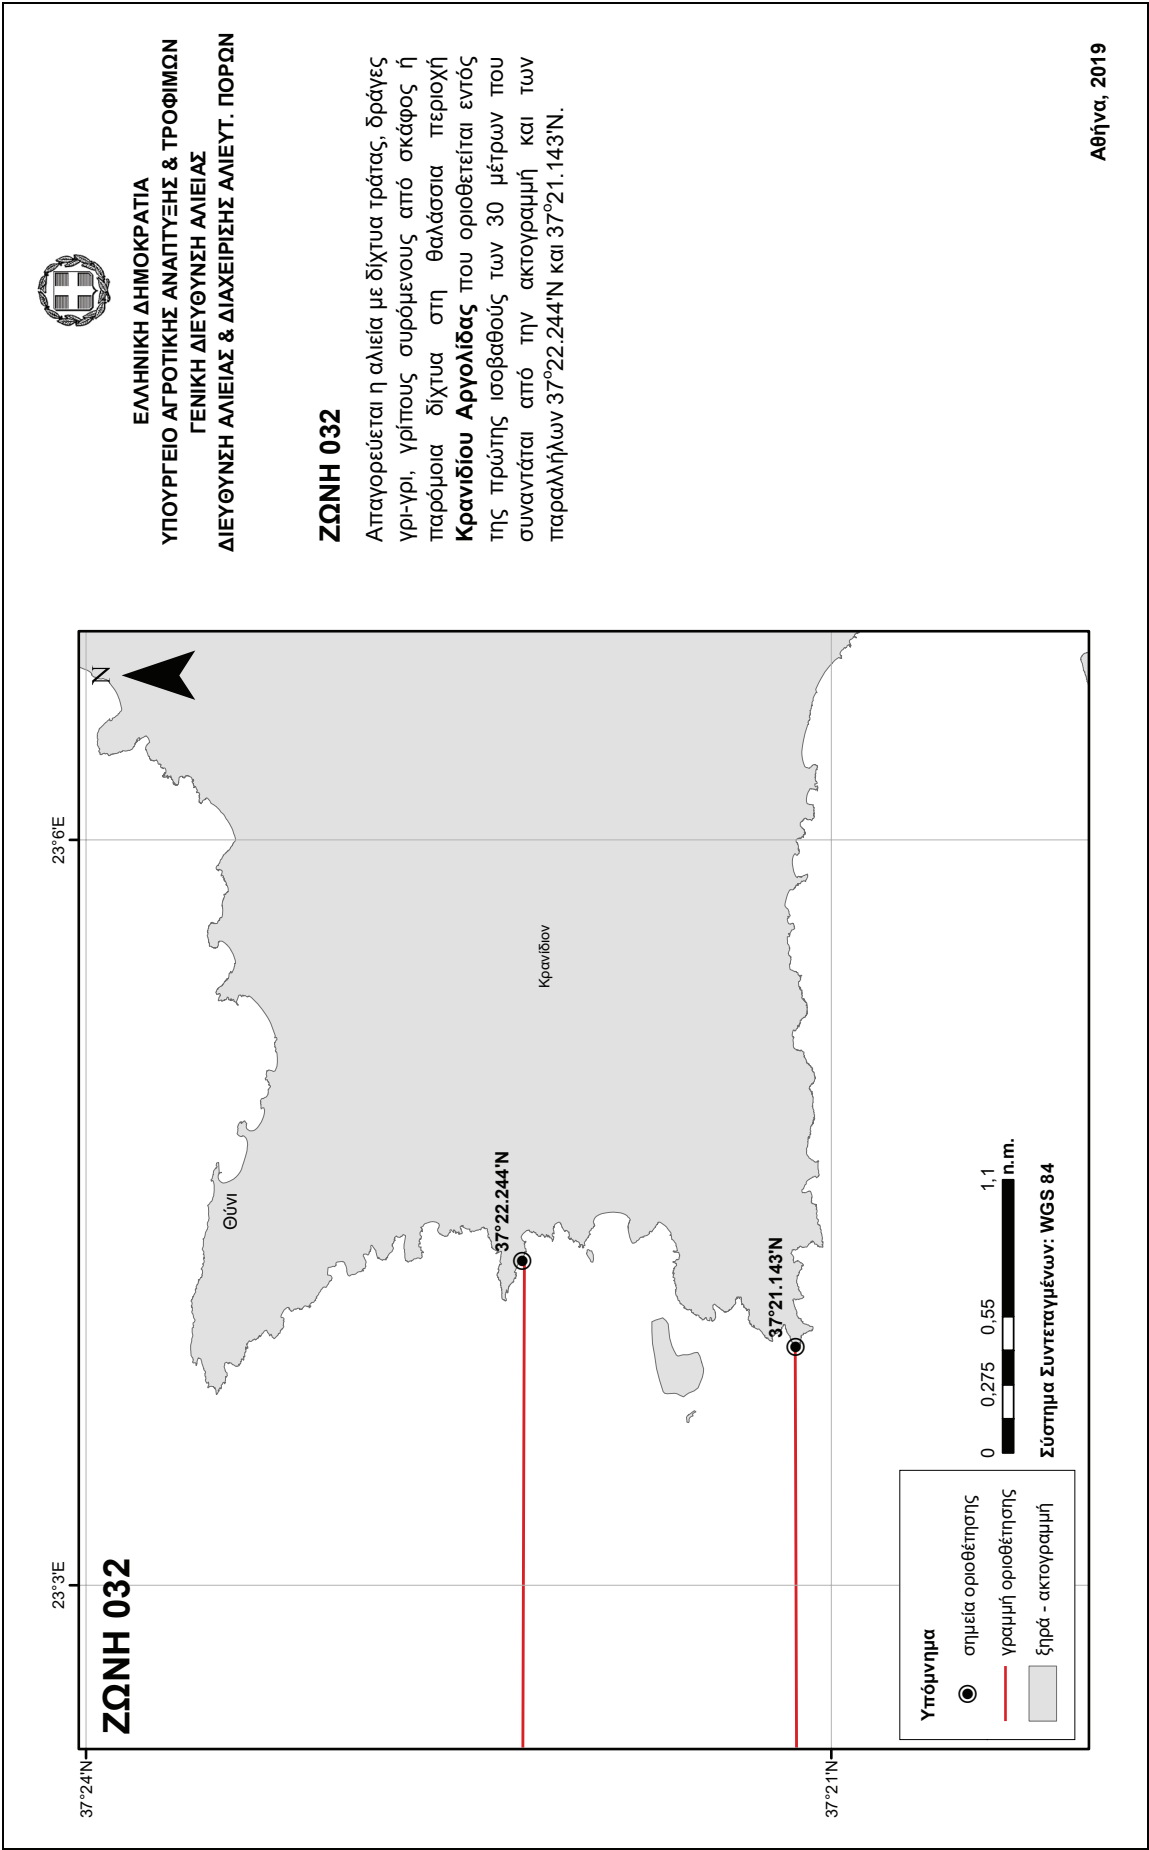 ΖΩΝΗ 032
23°3'E
23°6'E
37°24'N
37°21'N
N
Θύνι
Κρανίδιον
37°22.244'N
37°21.143'N
Υπόμνημα
σημεία οριοθέτησης
γραμμή οριοθέτησης
ξηρά - ακτογραμμή
0 0,275 0,55 1,1
n.m.
Σύστημα Συντεταγμένων: WGS 84
ΕΛΛΗΝΙΚΗ ΔΗΜΟΚΡΑΤΙΑ
ΥΠΟΥΡΓΕΙΟ ΑΓΡΟΤΙΚΗΣ ΑΝΑΠΤΥΞΗΣ & ΤΡΟΦΙΜΩΝ
ΓΕΝΙΚΗ ΔΙΕΥΘΥΝΣΗ ΑΛΙΕΙΑΣ
ΔΙΕΥΘΥΝΣΗ ΑΛΙΕΙΑΣ & ΔΙΑΧΕΙΡΙΣΗΣ ΑΛΙΕΥΤ. ΠΟΡΩΝ
ΖΩΝΗ 032
Απαγορεύεται η αλιεία με δίχτυα τράτας, δράγες
γρι-γρι, γρίπους συρόμενους από σκάφος ή
παρόμοια δίχτυα στη θαλάσσια περιοχή
Κρανιδίου Αργολίδας που οριοθετείται εντός
της πρώτης ισοβαθούς των 30 μέτρων που
συναντάται από την ακτογραμμή και των
παραλλήλων 37°22.244'N και 37°21.143'N.
Αθήνα, 2019